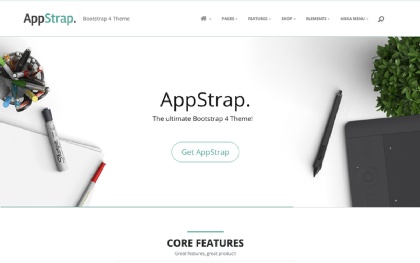 AppStrap.
Bootstrap 4 Theme
PAGES
FEATURES
SHOP
ELEMENTS
MEGA MENU
AppStrap.
The ultimate Bootstrap 4 Theme!
Get AppStrap
CORE FEATURES
Great features, great product